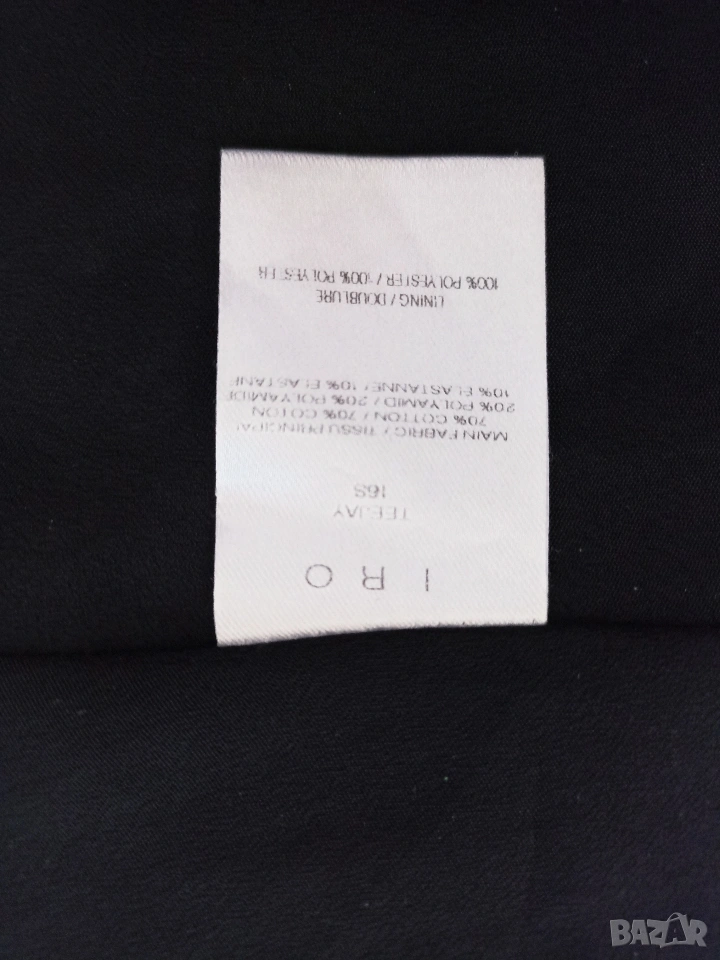 I R O
TEEJAY
16S
MAIN FABRIC / TISSU PRINCIPAL
70% COTTON / 70% COTON
20% POLYAMID / 20% POLYAMIDE
10% ELASTANNE / 10% ELASTANE
LINING / DOUBLURE
100% POLYESTER / 100% POLYESTER
BAZAR